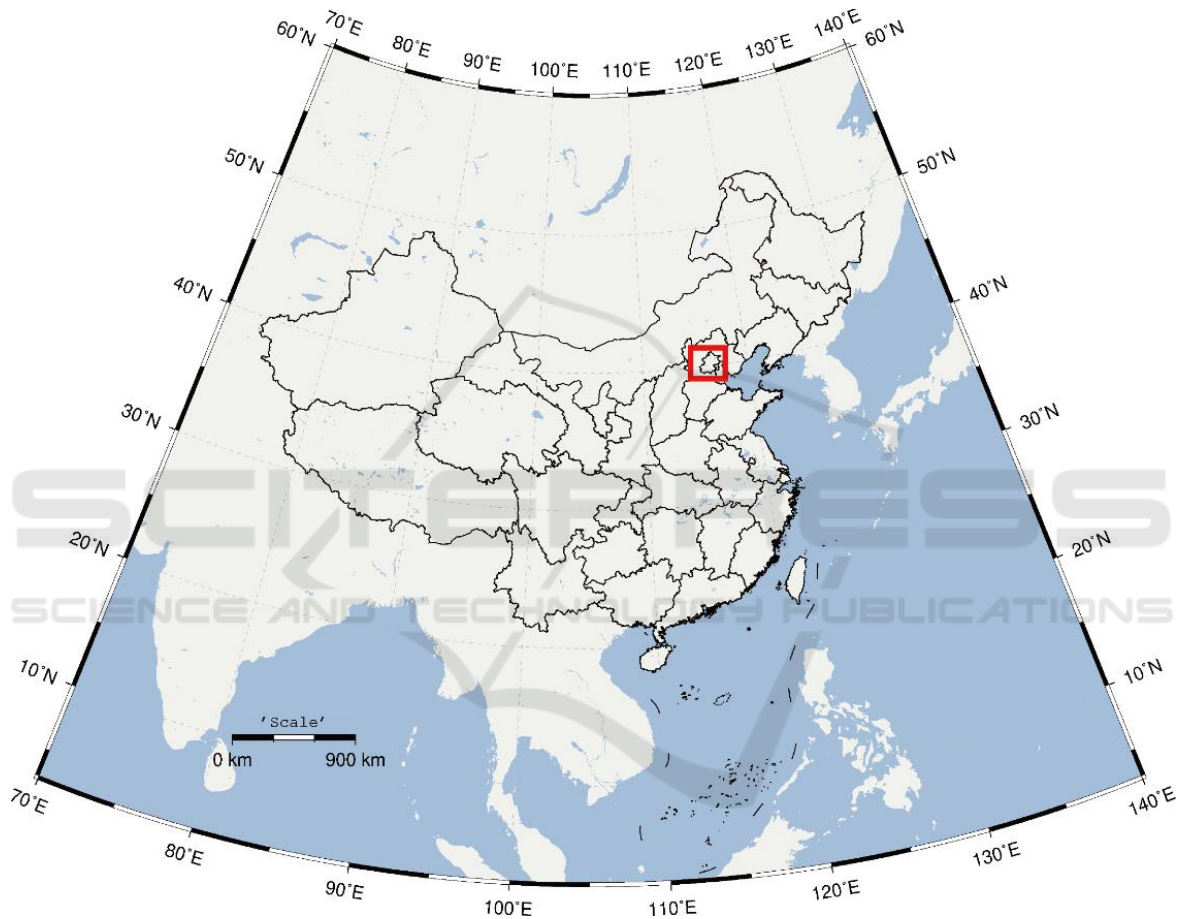 70°E 80°E 90°E 100°E 110°E 120°E 130°E 140°E
60°N 60°N
50°N 50°N
40°N 40°N
30°N 30°N
SCITEPRESS
20°N 20°N
SCIENCE AND TECHNOLOGY PUBLICATIONS
10°N 10°N
'Scale'
0 km 900 km
70°E 80°E 90°E 100°E 110°E 120°E 130°E 140°E